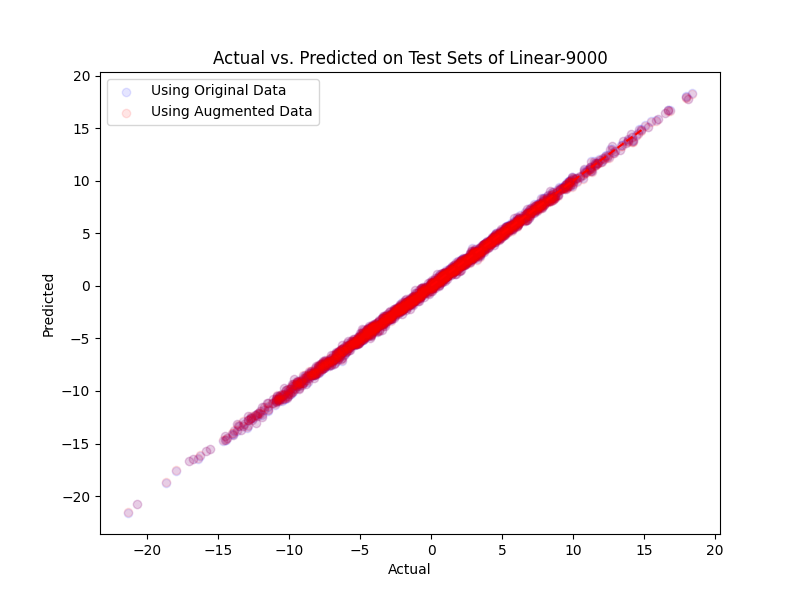 Actual vs. Predicted on Test Sets of Linear-9000
Using Original Data
Using Augmented Data
20
15
10
5
0
−5
−10
−15
−20
Predicted
−20 −15 −10 −5 0 5 10 15 20
Actual